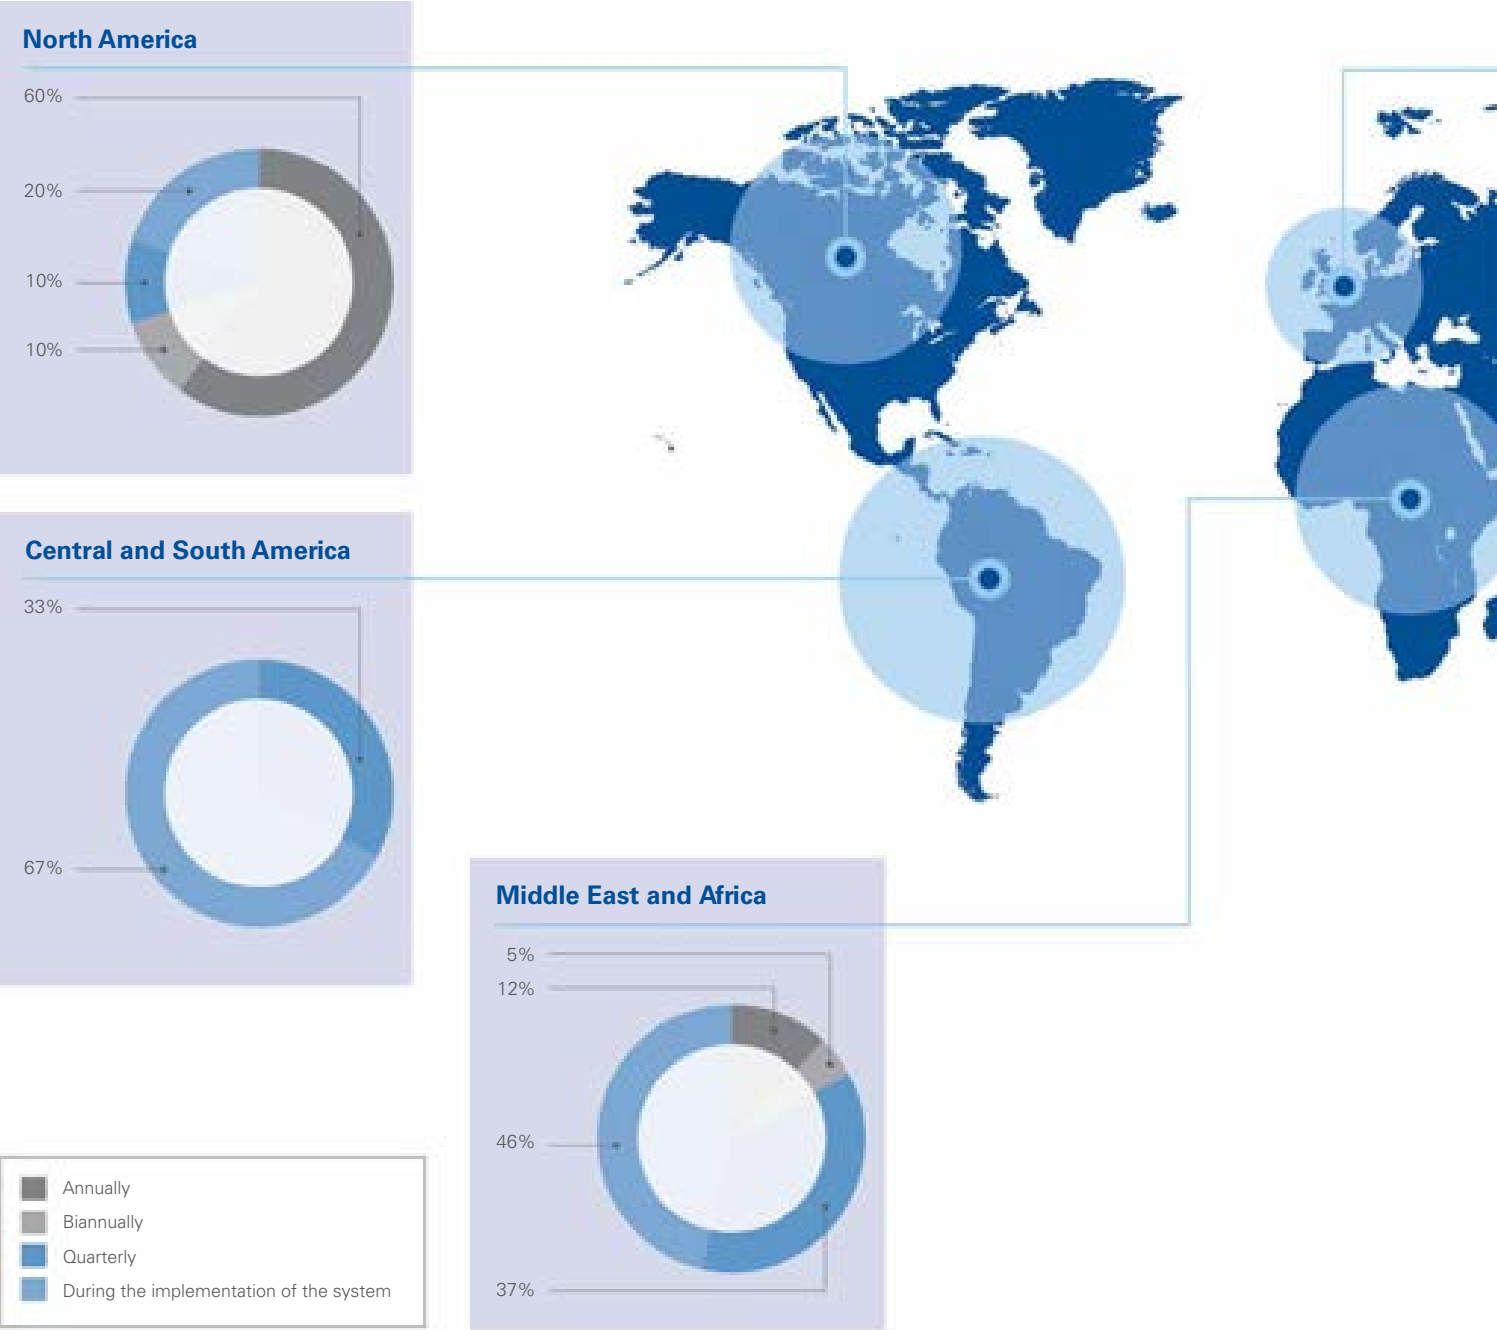 North America
60%
20%
10%
10%
Central and South America
33%
67%
Middle East and Africa
5%
12%
46%
37%
Annually
Biannually
Quarterly
During the implementation of the system